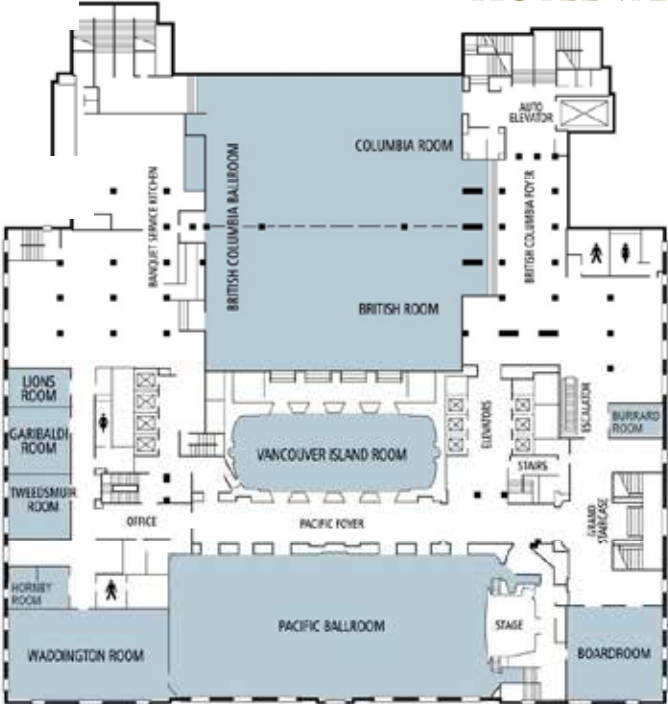 AUTO
ELEVATOR
COLUMBIA ROOM
BRITISH COLUMBIA BALLROOM
BANQUET SERVICE KITCHEN
BRITISH COLUMBIA FOYER
BRITISH ROOM
LIONS
ROOM
GARIBALDI
ROOM
TWEEDSMUIR
ROOM
VANCOUVER ISLAND ROOM
ELEVATORS
ESCALATOR
BURRARD
ROOM
STAIRS
OFFICE
PACIFIC FOYER
GRAND
STAIRCASE
HORNBY
ROOM
WADDINGTON ROOM
PACIFIC BALLROOM
STAGE
BOARDROOM